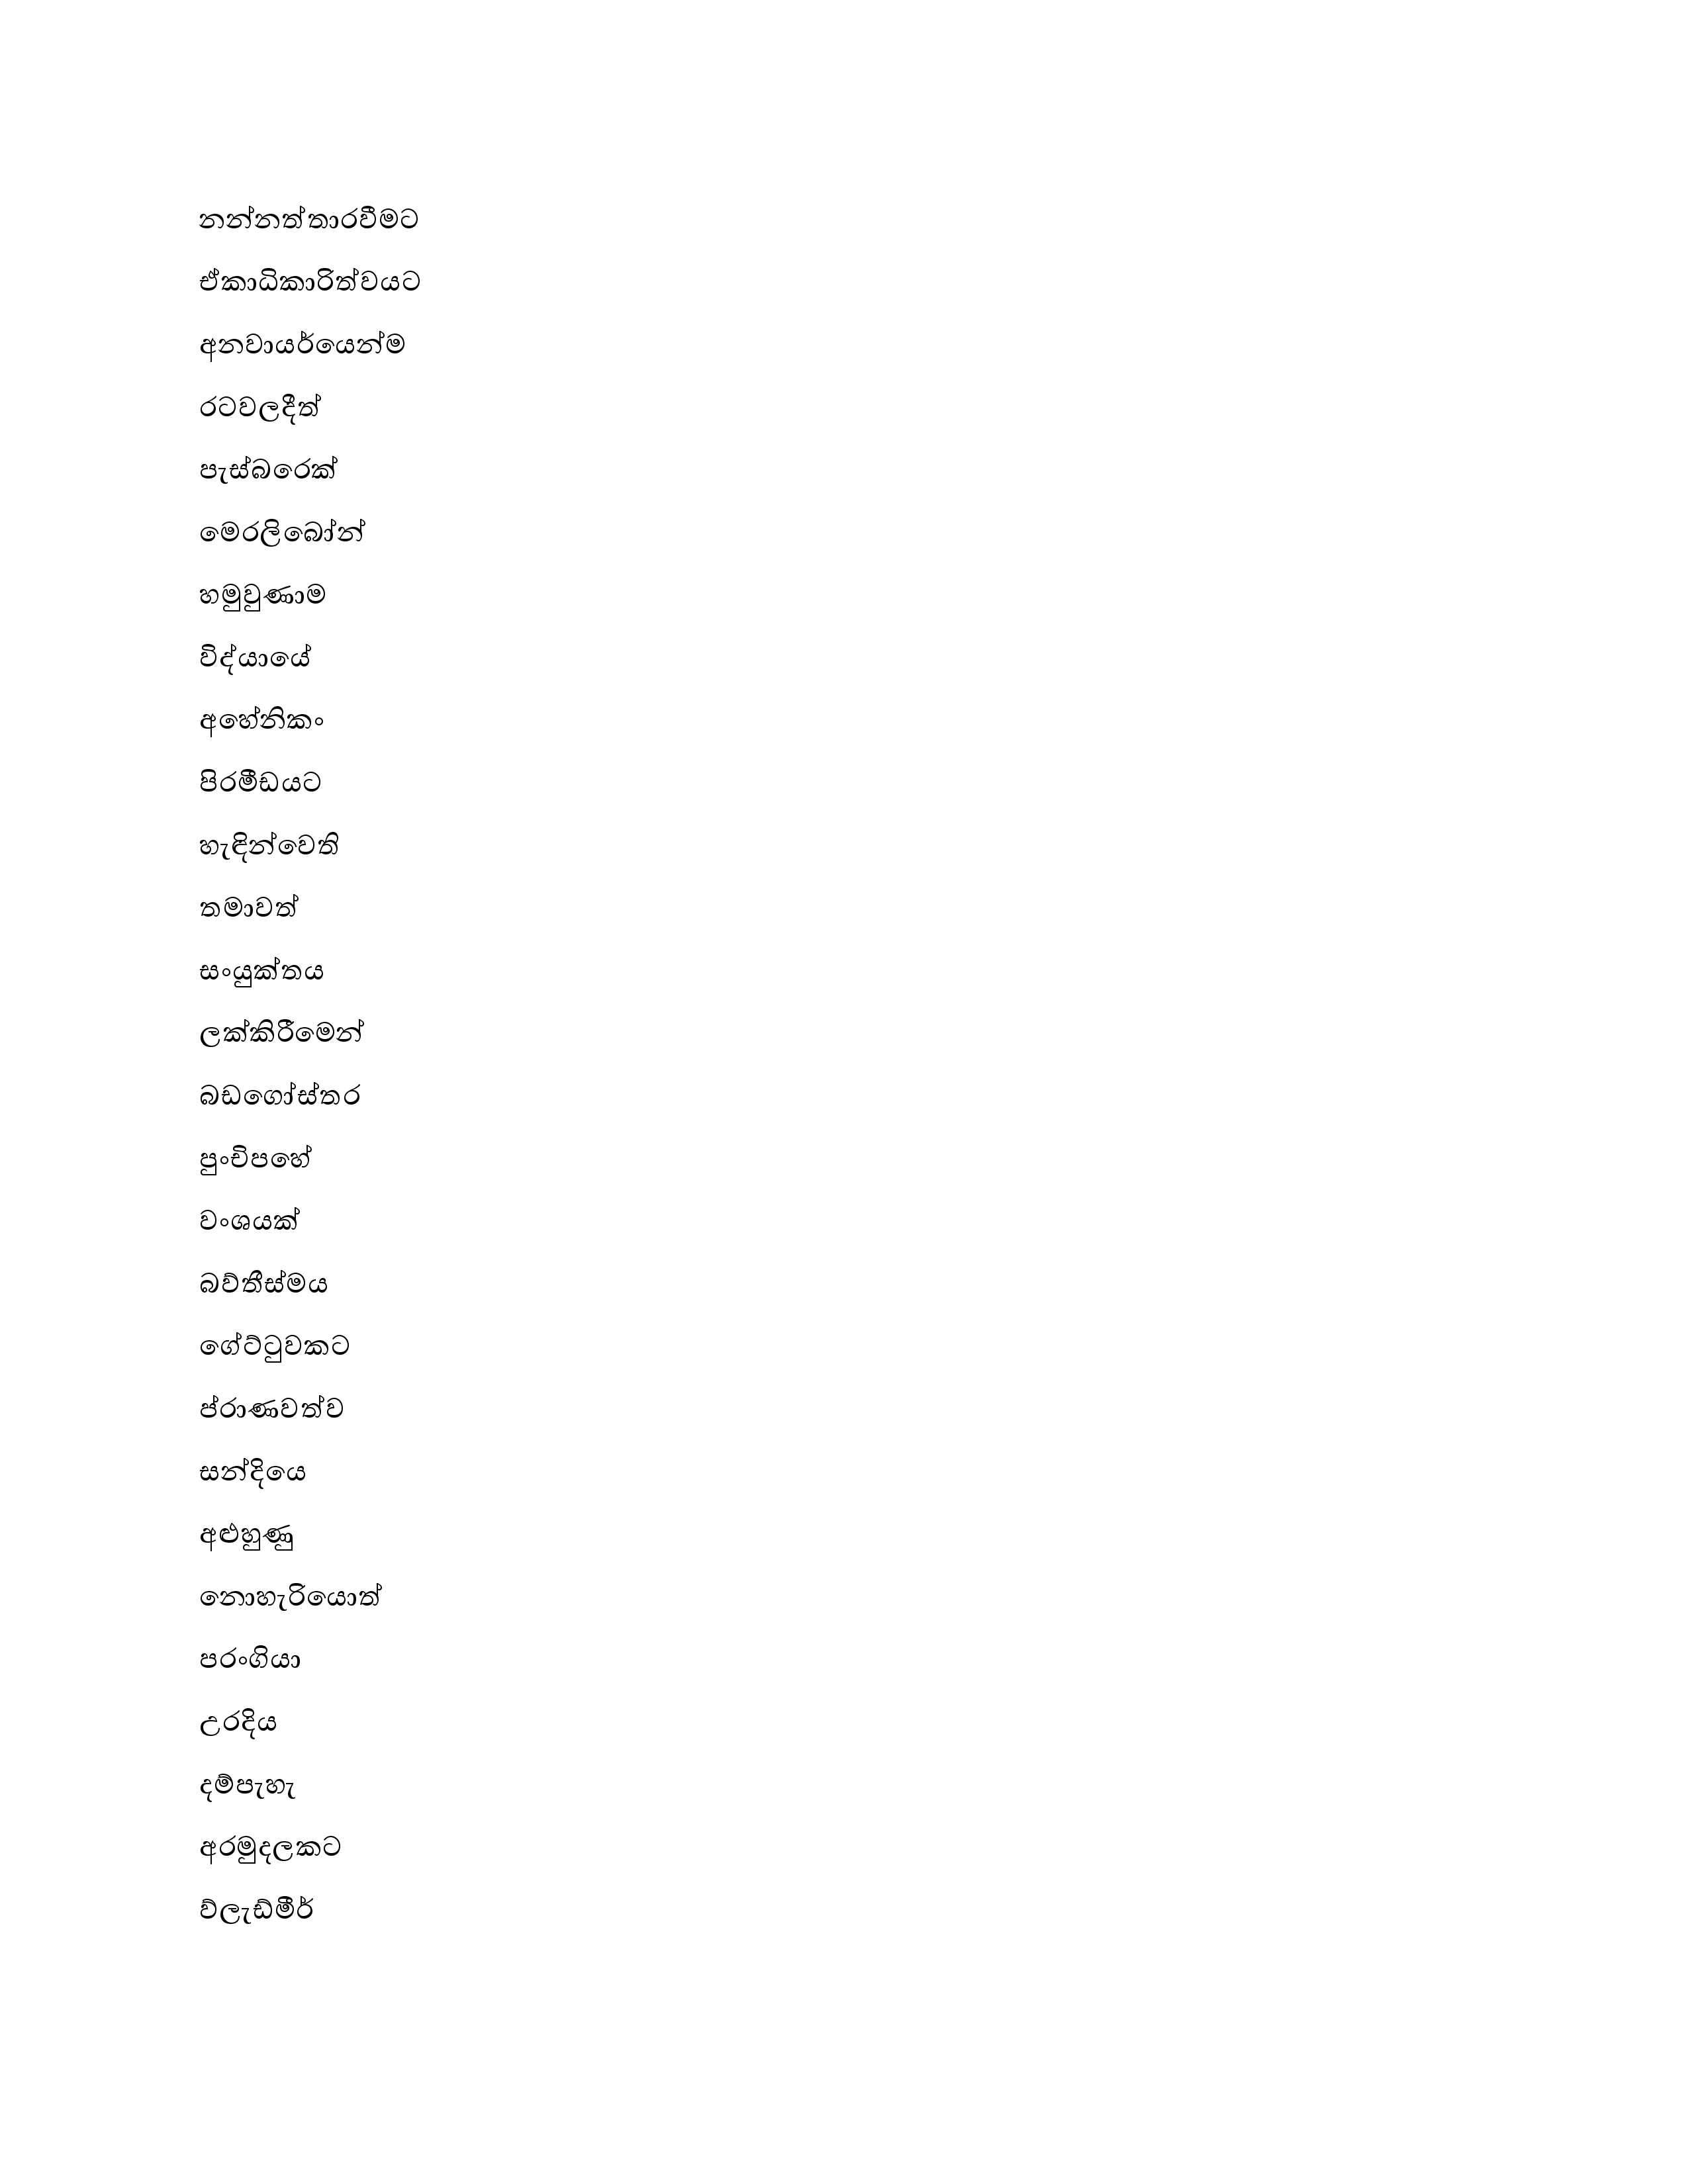 නන්නත්තාරවීමට
ඒකාධිකාරිත්වයට
අනවාර්යයෙන්ම
රටවලදීත්
පැස්බරෙක්
මෙරලිබෝන්
හමුවුණාම
විද්යායේ
අහේනිකං
පිරමීඩයට
හැඳින්වෙති
තමාවත්
සංයුක්තය
ලක්කිරීමෙන්
බඩගෝස්තර
පුංචිපහේ
වංශයක්
බව්තීස්මය
ගේට්ටුවකට
ප්රාණවත්ව
සන්දියෙ
අළුහුණු
නොහැරියොත්
පරංගියා
උරදිය
දම්පැහැ
අරමුදලකට
ව්ලැඩ්මීර්